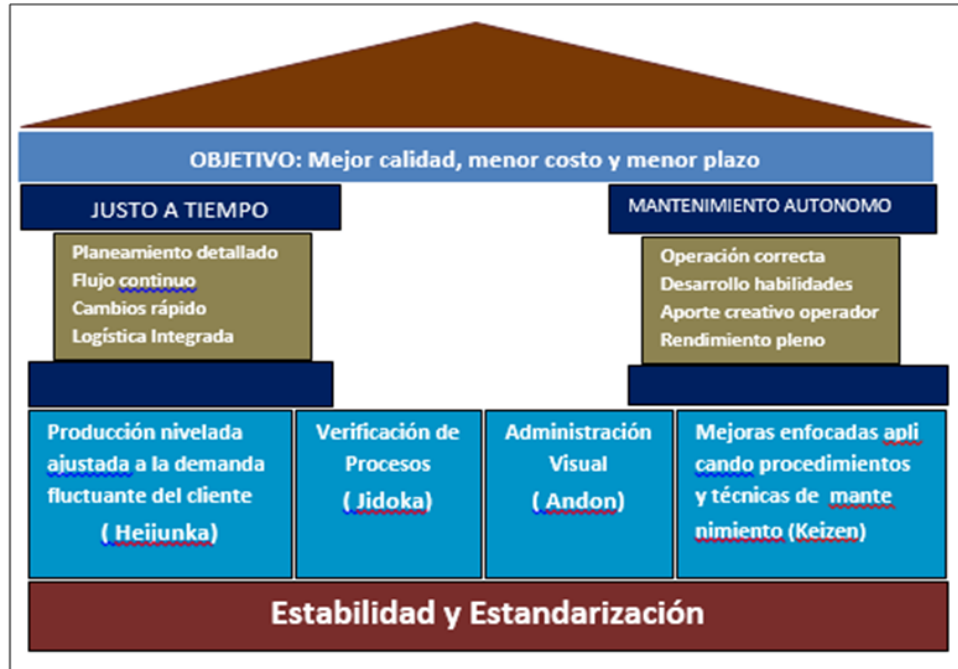 OBJETIVO: Mejor calidad, menor costo y menor plazo
JUSTO A TIEMPO
Planeamiento detallado
Flujo continuo
Cambios rápido
Logística Integrada
MANTENIMIENTO AUTONOMO
Operación correcta
Desarrollo habilidades
Aporte creativo operador
Rendimiento pleno
Producción nivelada
ajustada a la demanda
fluctuante del cliente
( Heijunka)
Verificación de
Procesos
( Jidoka)
Administración
Visual
( Andon)
Mejoras enfocadas apli
cando procedimientos
y técnicas de mante
nimiento (Keizen)
Estabilidad y Estandarización